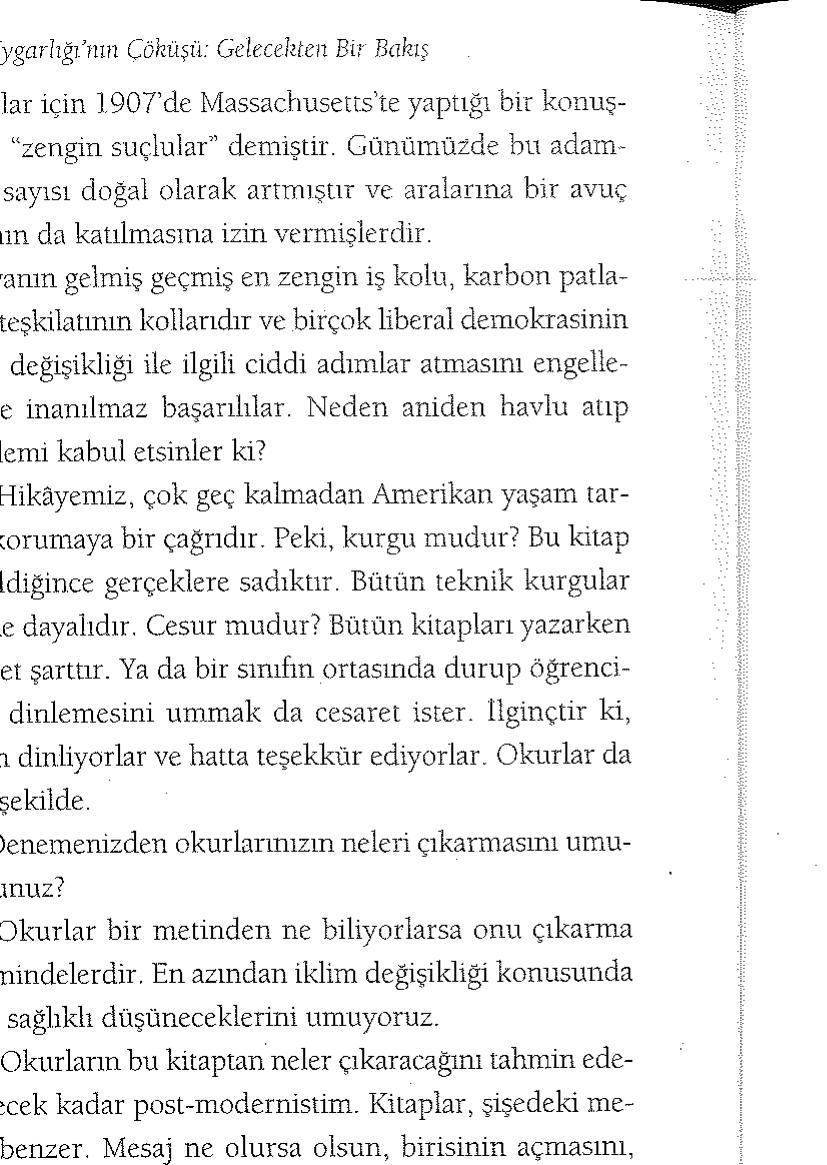 ygarlığı’nın Çöküşü: Gelecekten Bir Bakış
lar için 1907’de Massachusetts’te yaptığı bir konuş-
“zengin suçlular” demiştir. Günümüzde bu adam-
sayısı doğal olarak artmıştır ve aralarına bir avuç
ın da katılmasına izin vermişlerdir.
anın gelmiş geçmiş en zengin iş kolu, karbon patla-
teşkilatının kollarıdır ve birçok liberal demokrasinin
değişikliği ile ilgili ciddi adımlar atmasını engelle-
e inanılmaz başarılılar. Neden aniden havlu atıp
lemi kabul etsinler ki?
Hikâyemiz, çok geç kalmadan Amerikan yaşam tar-
korumaya bir çağrıdır. Peki, kurgu mudur? Bu kitap
ldiğince gerçeklere sadıktır. Bütün teknik kurgular
e dayalıdır. Cesur mudur? Bütün kitapları yazarken
et şarttır. Ya da bir sınıfın ortasında durup öğrenci-
dinlemesini ummak da cesaret ister. İlginçtir ki,
dinliyorlar ve hatta teşekkür ediyorlar. Okurlar da
şekilde.
Denemenizden okurlarınızın neleri çıkarmasını umu-
unuz?
Okurlar bir metinden ne biliyorlarsa onu çıkarma
mindelerdir. En azından iklim değişikliği konusunda
sağlıklı düşüneceklerini umuyoruz.
Okurların bu kitaptan neler çıkaracağını tahmin ede-
ecek kadar post-modernistim. Kitaplar, şişedeki me-
benzer. Mesaj ne olursa olsun, birisinin açmasını,